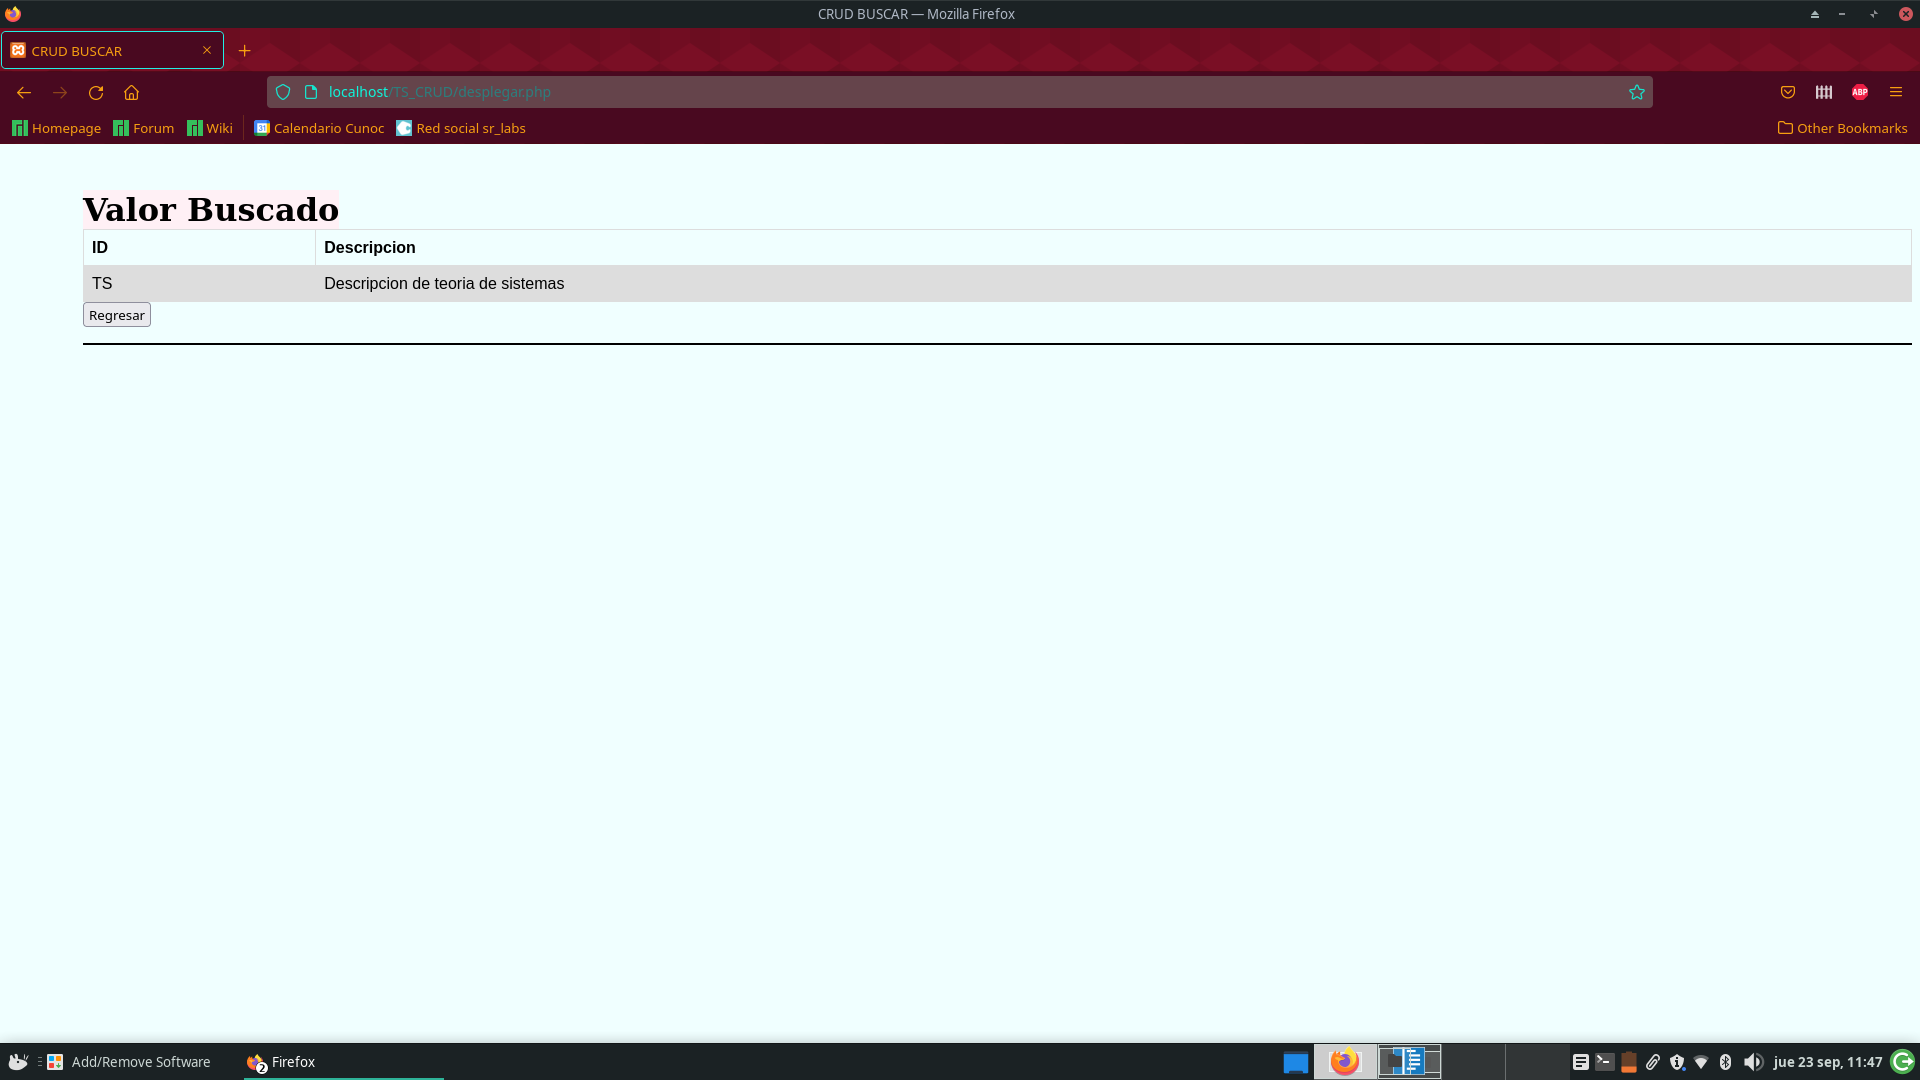 CRUD BUSCAR — Mozilla Firefox
CRUD BUSCAR
localhost/TS_CRUD/desplegar.php
ABP
Homepage Forum Wiki 31 Calendario Cunoc Red social sr_labs Other Bookmarks
Valor Buscado
ID Descripcion
TS Descripcion de teoria de sistemas
Regresar
Add/Remove Software 2 Firefox jue 23 sep, 11:47